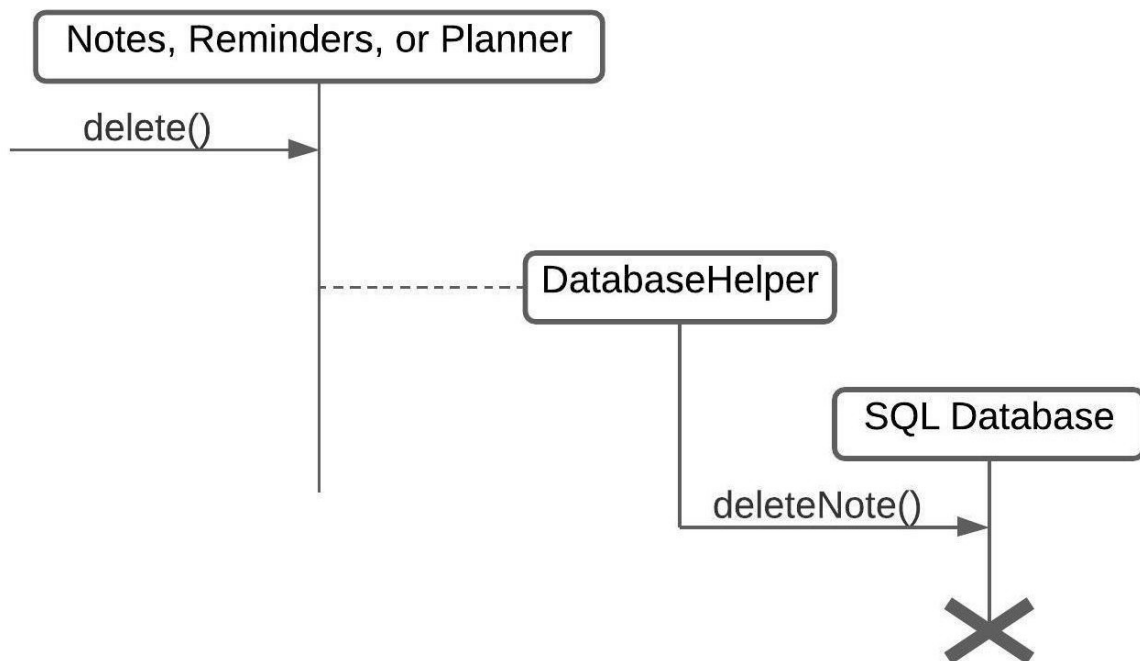 Notes, Reminders, or Planner
delete()
DatabaseHelper
SQL Database
deleteNote()